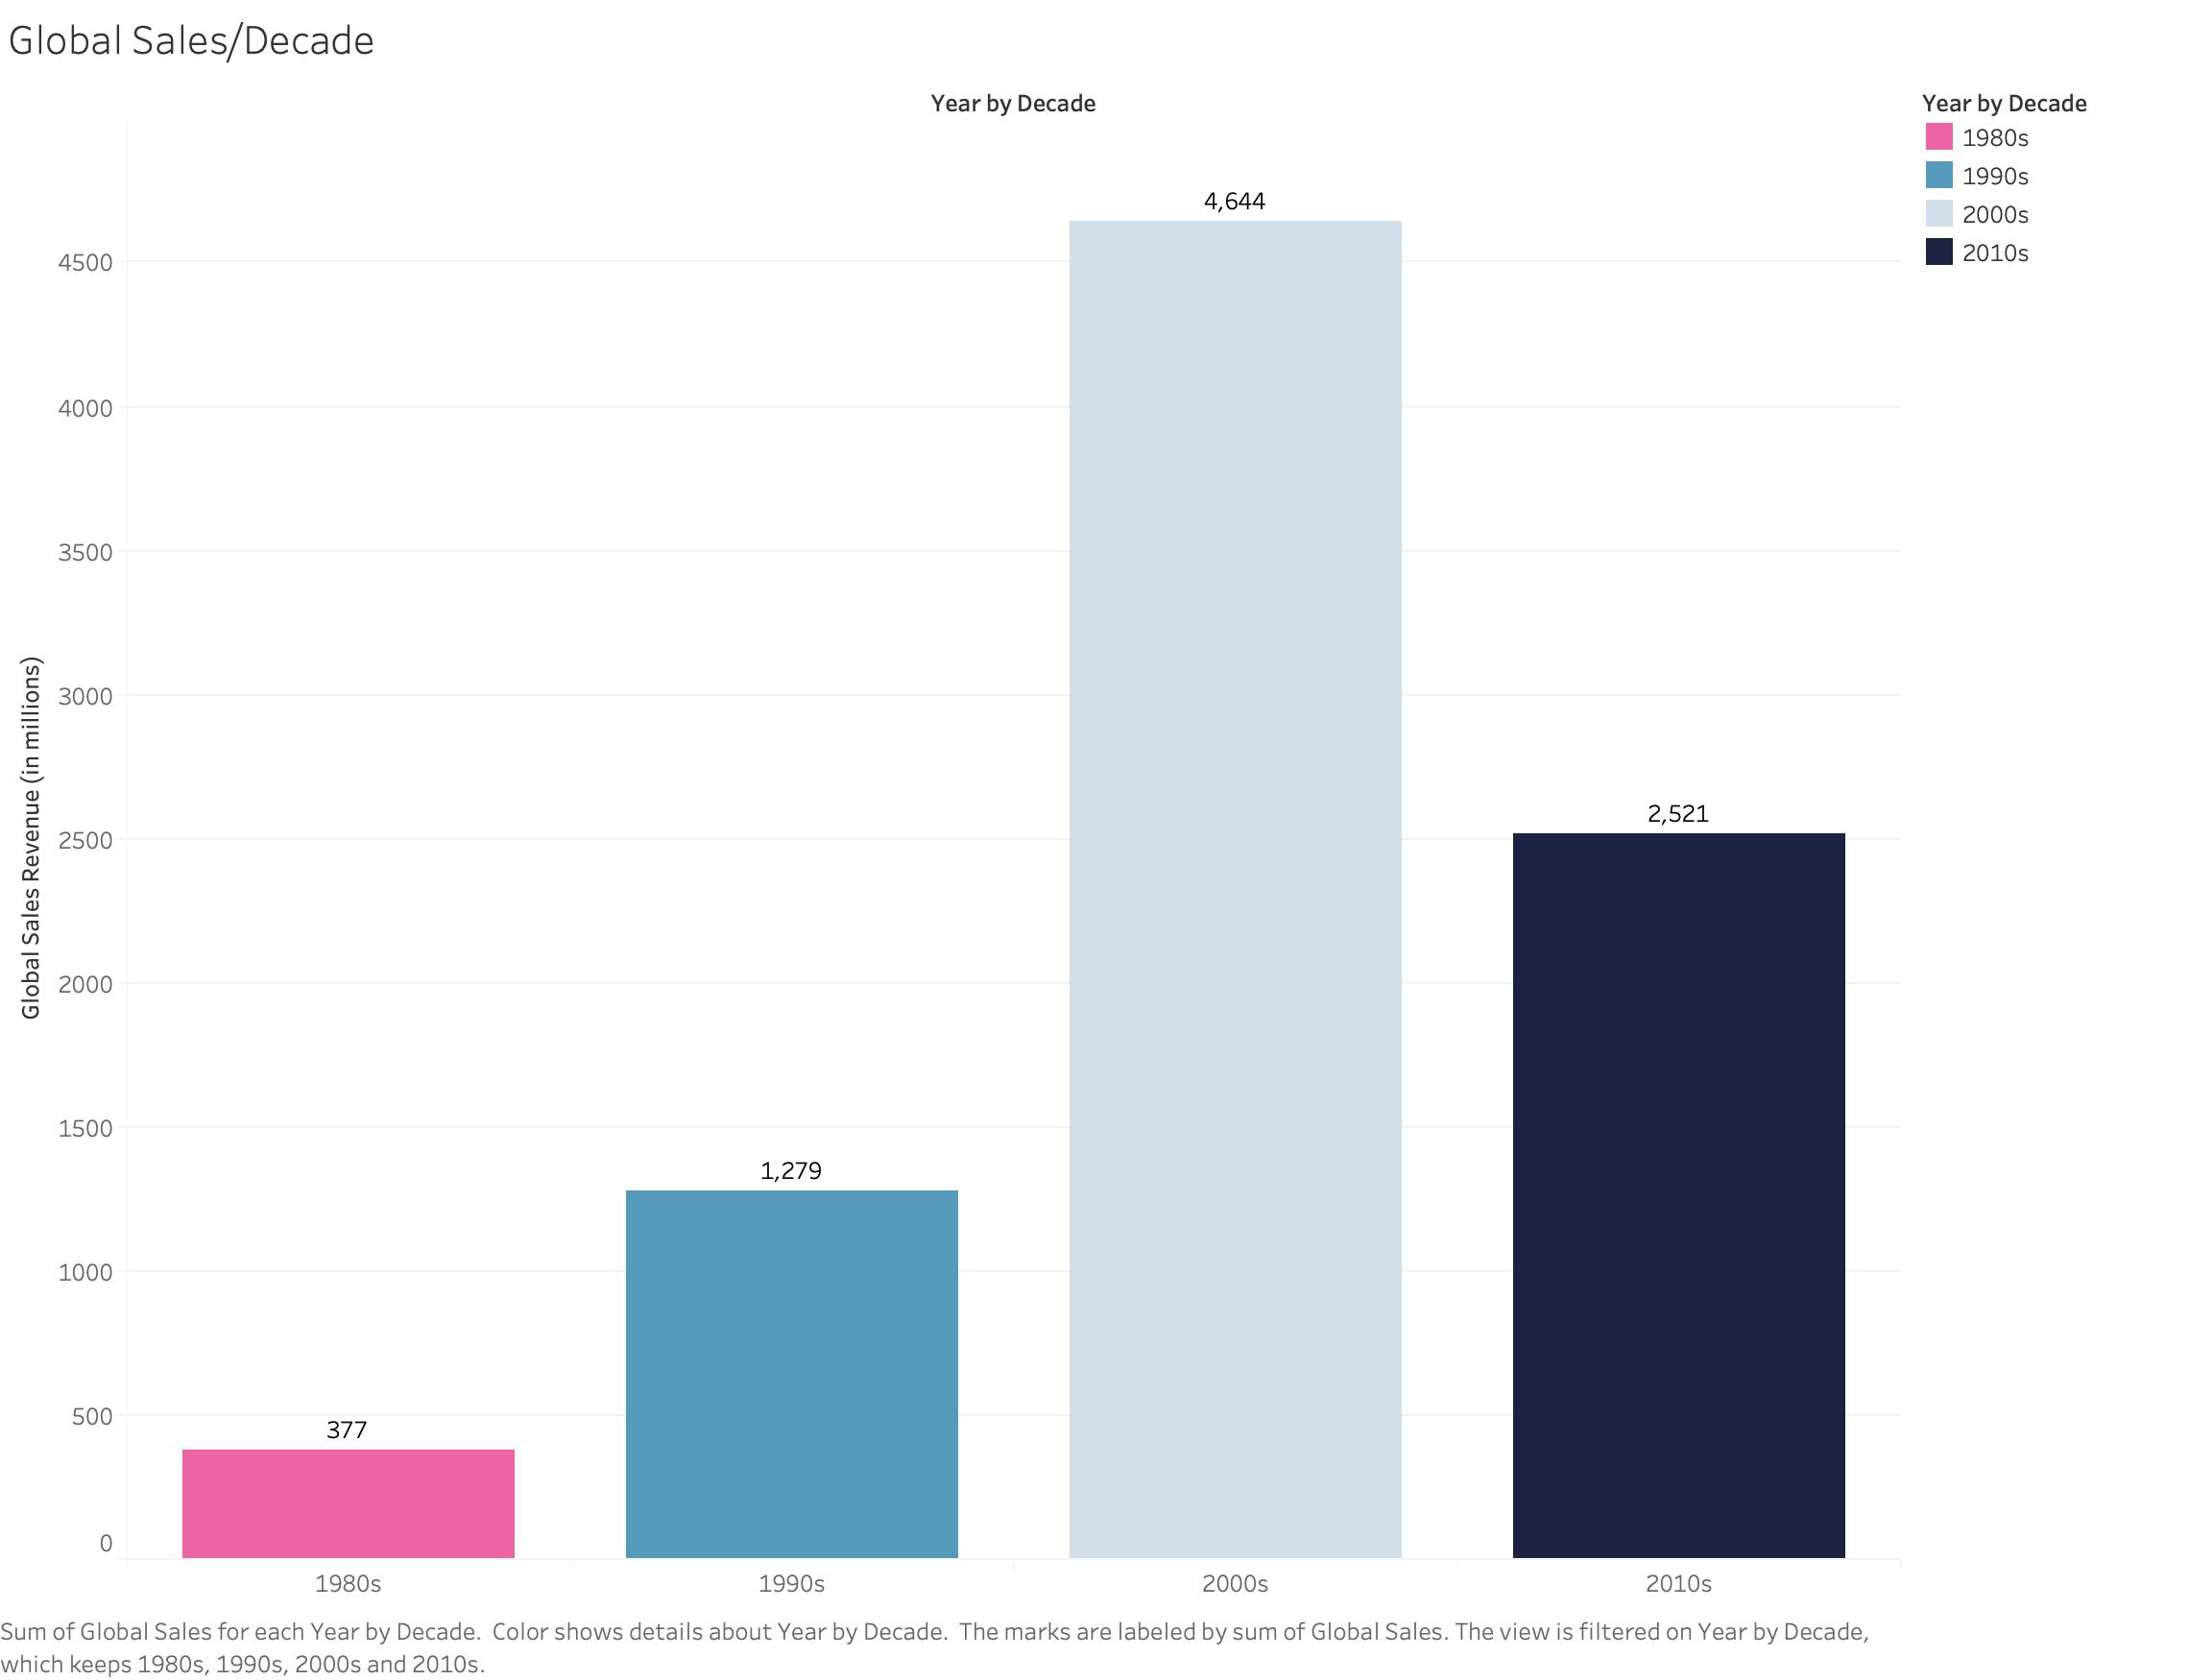 Global Sales/Decade
Year by Decade
Year by Decade
1980s
1990s
2000s
2010s
Global Sales Revenue (in millions)
4500
4000
3500
3000
2500
2000
1500
1000
500
0
377
1,279
4,644
2,521
1980s
1990s
2000s
2010s
Sum of Global Sales for each Year by Decade. Color shows details about Year by Decade. The marks are labeled by sum of Global Sales. The view is filtered on Year by Decade,
which keeps 1980s, 1990s, 2000s and 2010s.